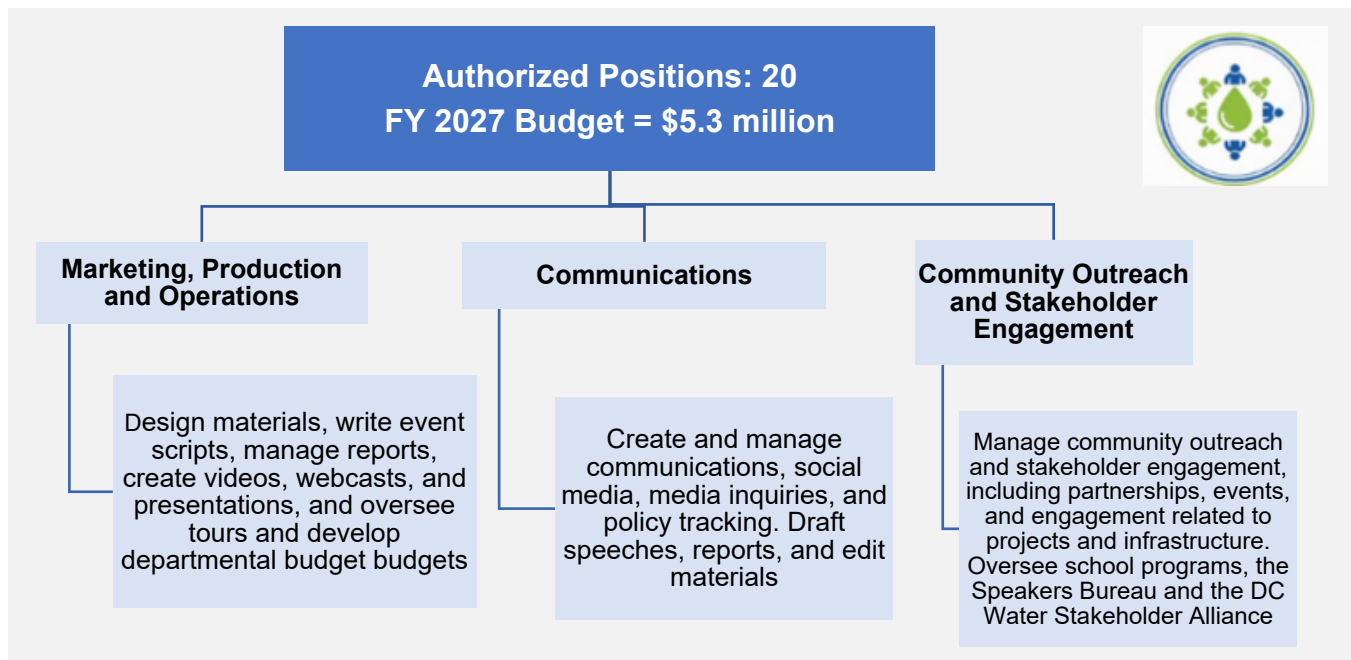 Authorized Positions: 20
FY 2027 Budget = $5.3 million
Marketing, Production
and Operations
Design materials, write event
scripts, manage reports,
create videos, webcasts, and
presentations, and oversee
tours and develop
departmental budget budgets
Communications
Create and manage
communications, social
media, media inquiries, and
policy tracking. Draft
speeches, reports, and edit
materials
Community Outreach
and Stakeholder
Engagement
Manage community outreach
and stakeholder engagement,
including partnerships, events,
and engagement related to
projects and infrastructure.
Oversee school programs, the
Speakers Bureau and the DC
Water Stakeholder Alliance